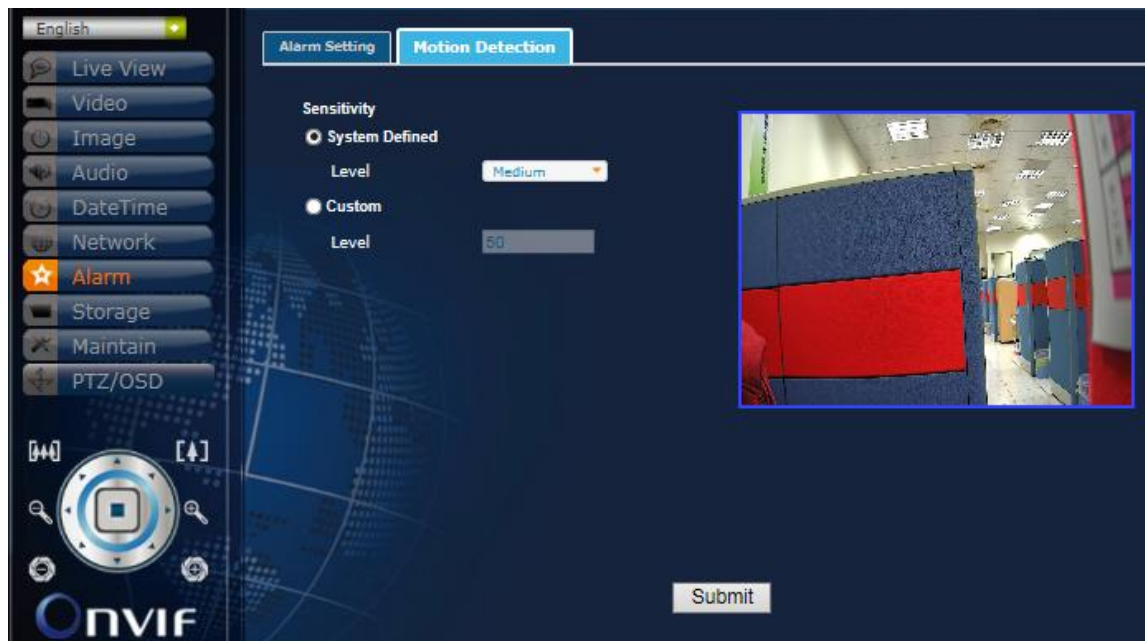 English
Live View
Video
Image
Audio
DateTime
Network
Alarm
Storage
Maintain
PTZ/OSD
ONVIF
Alarm Setting
Motion Detection
Sensitivity
System Defined
Level Medium
Custom
Level 50
Submit